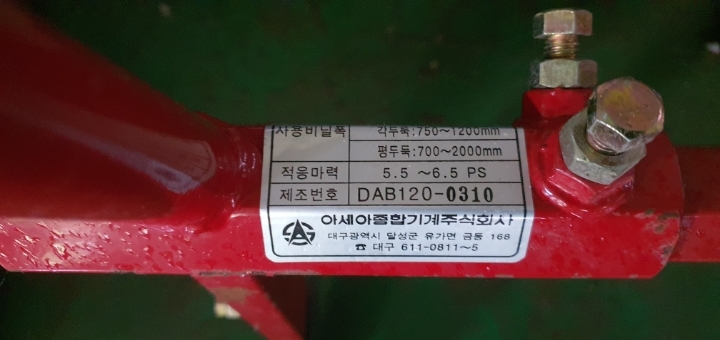 사용비닐폭 각두둑:750~1200mm
평두둑:700~2000mm
적응마력 5.5 ~6.5 PS
제조번호 DAB120-0310
아세아종합기계주식회사
대구광역시 달성군 유가면 금동 168
☎ 대구 611-0811~5